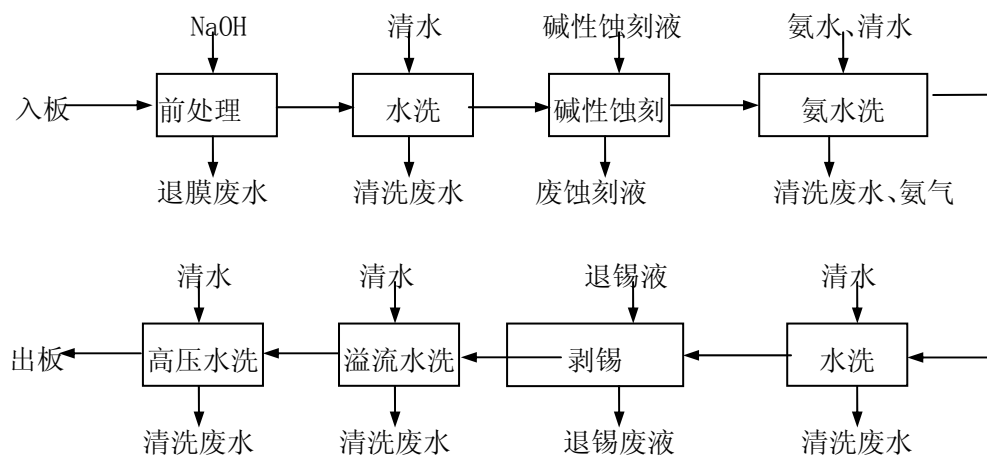 NaOH 清水 碱性蚀刻液 氨水、清水
入板 前处理 水洗 碱性蚀刻 氨水洗
退膜废水 清洗废水 废蚀刻液 清洗废水、氨气
清水 清水 退锡液 清水
出板 高压水洗 溢流水洗 剥锡 水洗
清洗废水 清洗废水 退锡废液 清洗废水